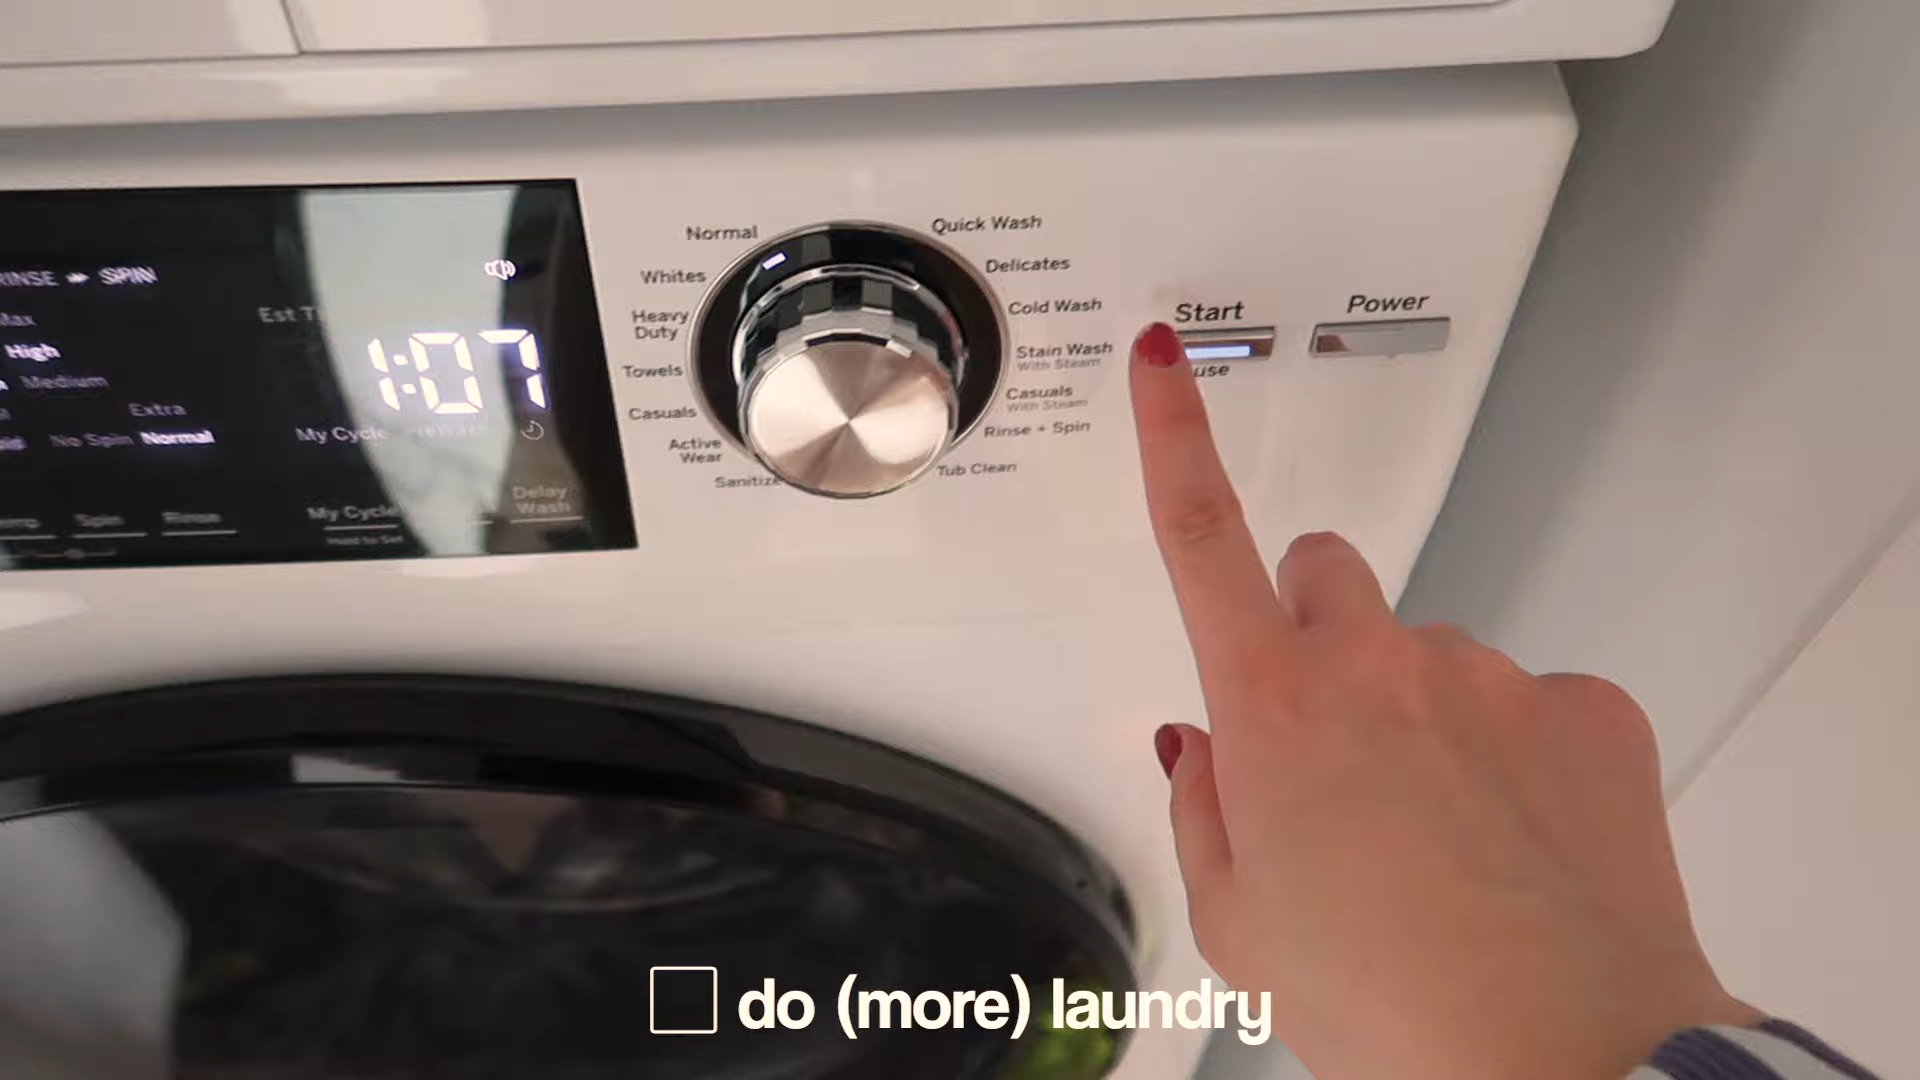 RINSE ➽ SPIN
Max
High
Medium
Extra
No Spin Normal
Est
1:07
My Cycle
Spin
Rinse
My Cycle
Hold to Set
Delay
Wash
Normal
Whites
Heavy
Duty
Towels
Casuals
Active
Wear
Sanitize
Quick Wash
Delicates
Cold Wash
Stain Wash
With Steam
Casuals
With Steam
Rinse + Spin
Tub Clean
Start
use
Power
do (more) laundry